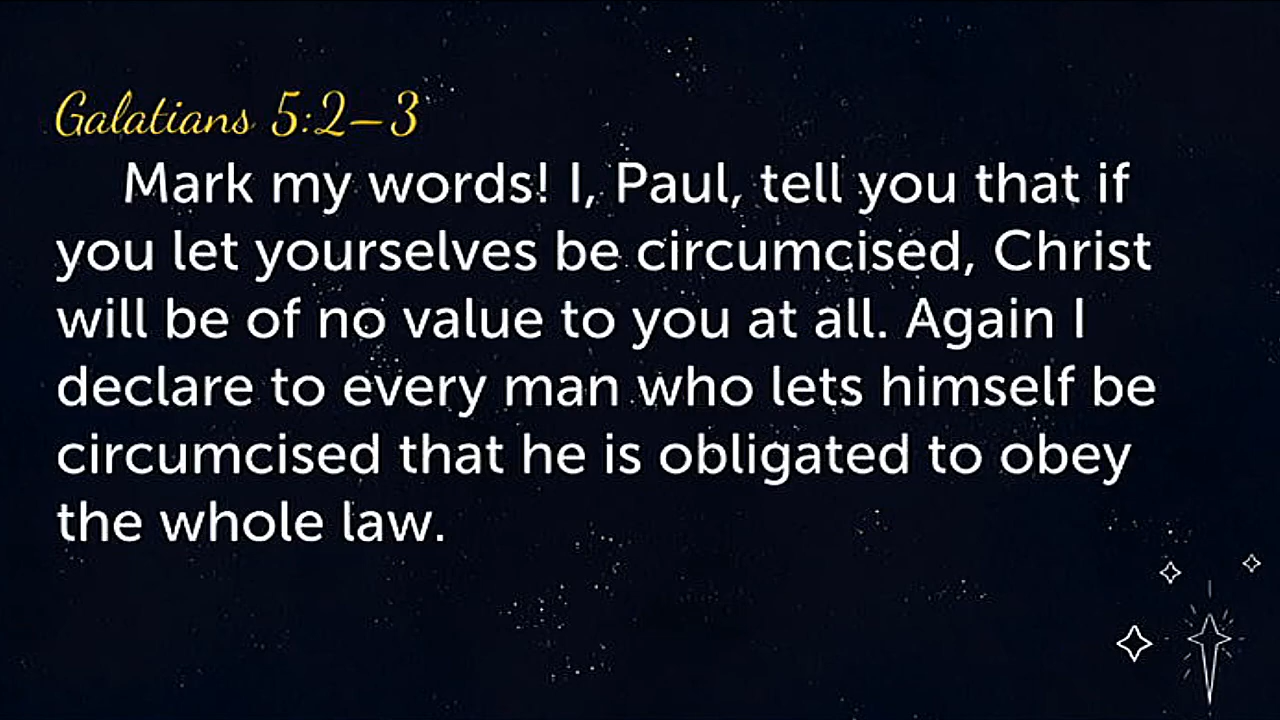 Galatians 5:2–3
Mark my words! I, Paul, tell you that if
you let yourselves be circumcised, Christ
will be of no value to you at all. Again I
declare to every man who lets himself be
circumcised that he is obligated to obey
the whole law.